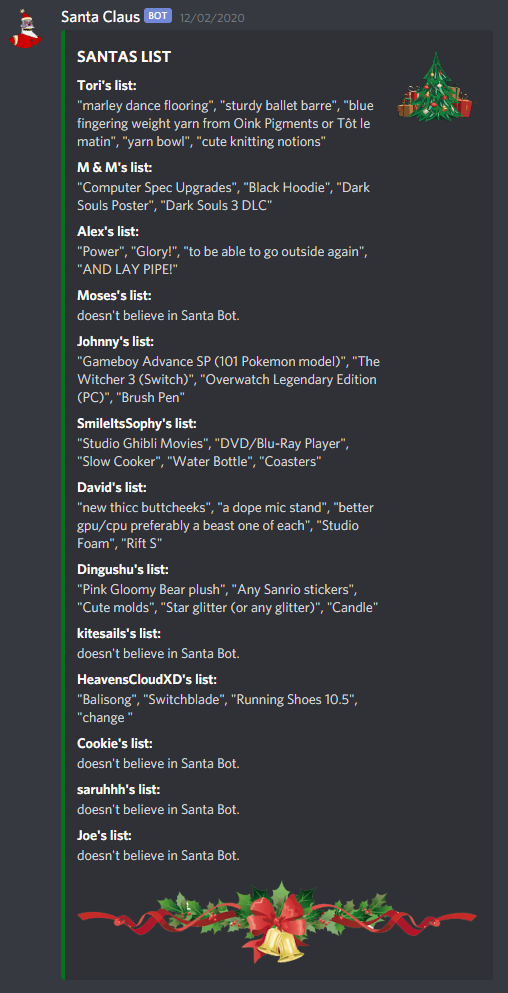 Santa Claus BOT 12/02/2020
SANTAS LIST
Tori's list:
"marley dance flooring", "sturdy ballet barre", "blue
fingering weight yarn from Oink Pigments or Tôt le
matin", "yarn bowl", "cute knitting notions"
M & M's list:
"Computer Spec Upgrades", "Black Hoodie", "Dark
Souls Poster", "Dark Souls 3 DLC"
Alex's list:
"Power", "Glory!", "to be able to go outside again",
"AND LAY PIPE!"
Moses's list:
doesn't believe in Santa Bot.
Johnny's list:
"Gameboy Advance SP (101 Pokemon model)", "The
Witcher 3 (Switch)", "Overwatch Legendary Edition
(PC)", "Brush Pen"
SmileItsSophy's list:
"Studio Ghibli Movies", "DVD/Blu-Ray Player",
"Slow Cooker", "Water Bottle", "Coasters"
David's list:
"new thicc buttcheeks", "a dope mic stand", "better
gpu/cpu preferably a beast one of each", "Studio
Foam", "Rift S"
Dingushu's list:
"Pink Gloomy Bear plush", "Any Sanrio stickers",
"Cute molds", "Star glitter (or any glitter)", "Candle"
kitesails's list:
doesn't believe in Santa Bot.
HeavensCloudXD's list:
"Balisong", "Switchblade", "Running Shoes 10.5",
"change "
Cookie's list:
doesn't believe in Santa Bot.
saruhhh's list:
doesn't believe in Santa Bot.
Joe's list:
doesn't believe in Santa Bot.